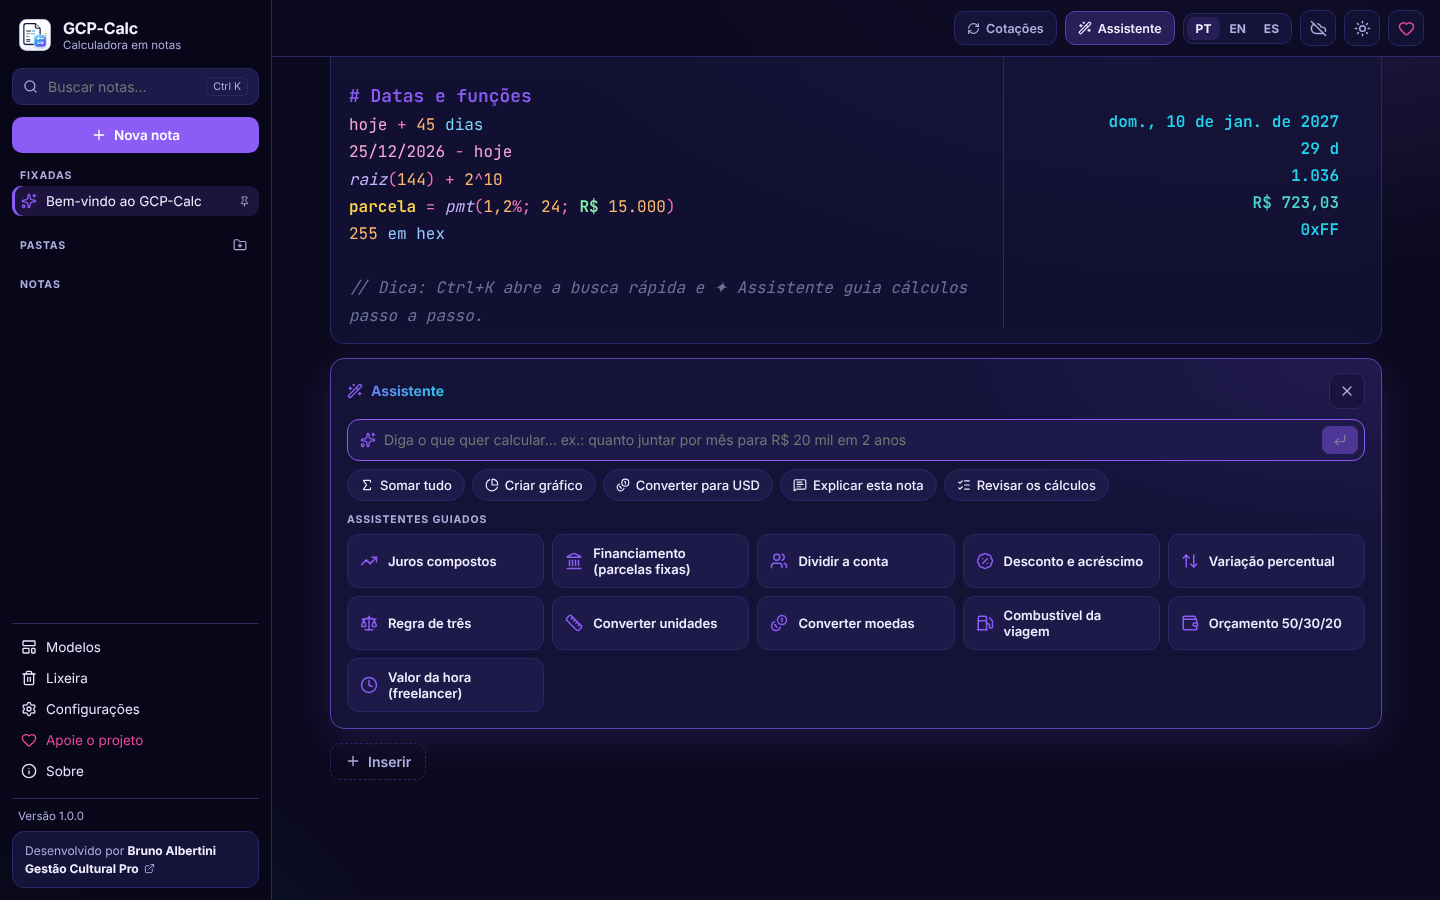 GCP-Calc
Calculadora em notas
Buscar notas...
Ctrl K
Nova nota
FIXADAS
Bem-vindo ao GCP-Calc
PASTAS
NOTAS
Modelos
Lixeira
Configurações
Apoie o projeto
Sobre
Versão 1.0.0
Desenvolvido por Bruno Albertini
Gestão Cultural Pro
Cotações
Assistente
PT EN ES
# Datas e funções
hoje + 45 dias
dom., 10 de jan. de 2027
25/12/2026 - hoje
29 d
raiz(144) + 2^10
1.036
parcela = pmt(1,2%; 24; R$ 15.000)
R$ 723,03
255 em hex
0xFF
// Dica: Ctrl+K abre a busca rápida e ✦ Assistente guia cálculos
passo a passo.
Assistente
Diga o que quer calcular... ex.: quanto juntar por mês para R$ 20 mil em 2 anos
Somar tudo
Criar gráfico
Converter para USD
Explicar esta nota
Revisar os cálculos
ASSISTENTES GUIADOS
Juros compostos
Financiamento
(parcelas fixas)
Dividir a conta
Desconto e acréscimo
Variação percentual
Regra de três
Converter unidades
Converter moedas
Combustível da
viagem
Orçamento 50/30/20
Valor da hora
(freelancer)
Inserir